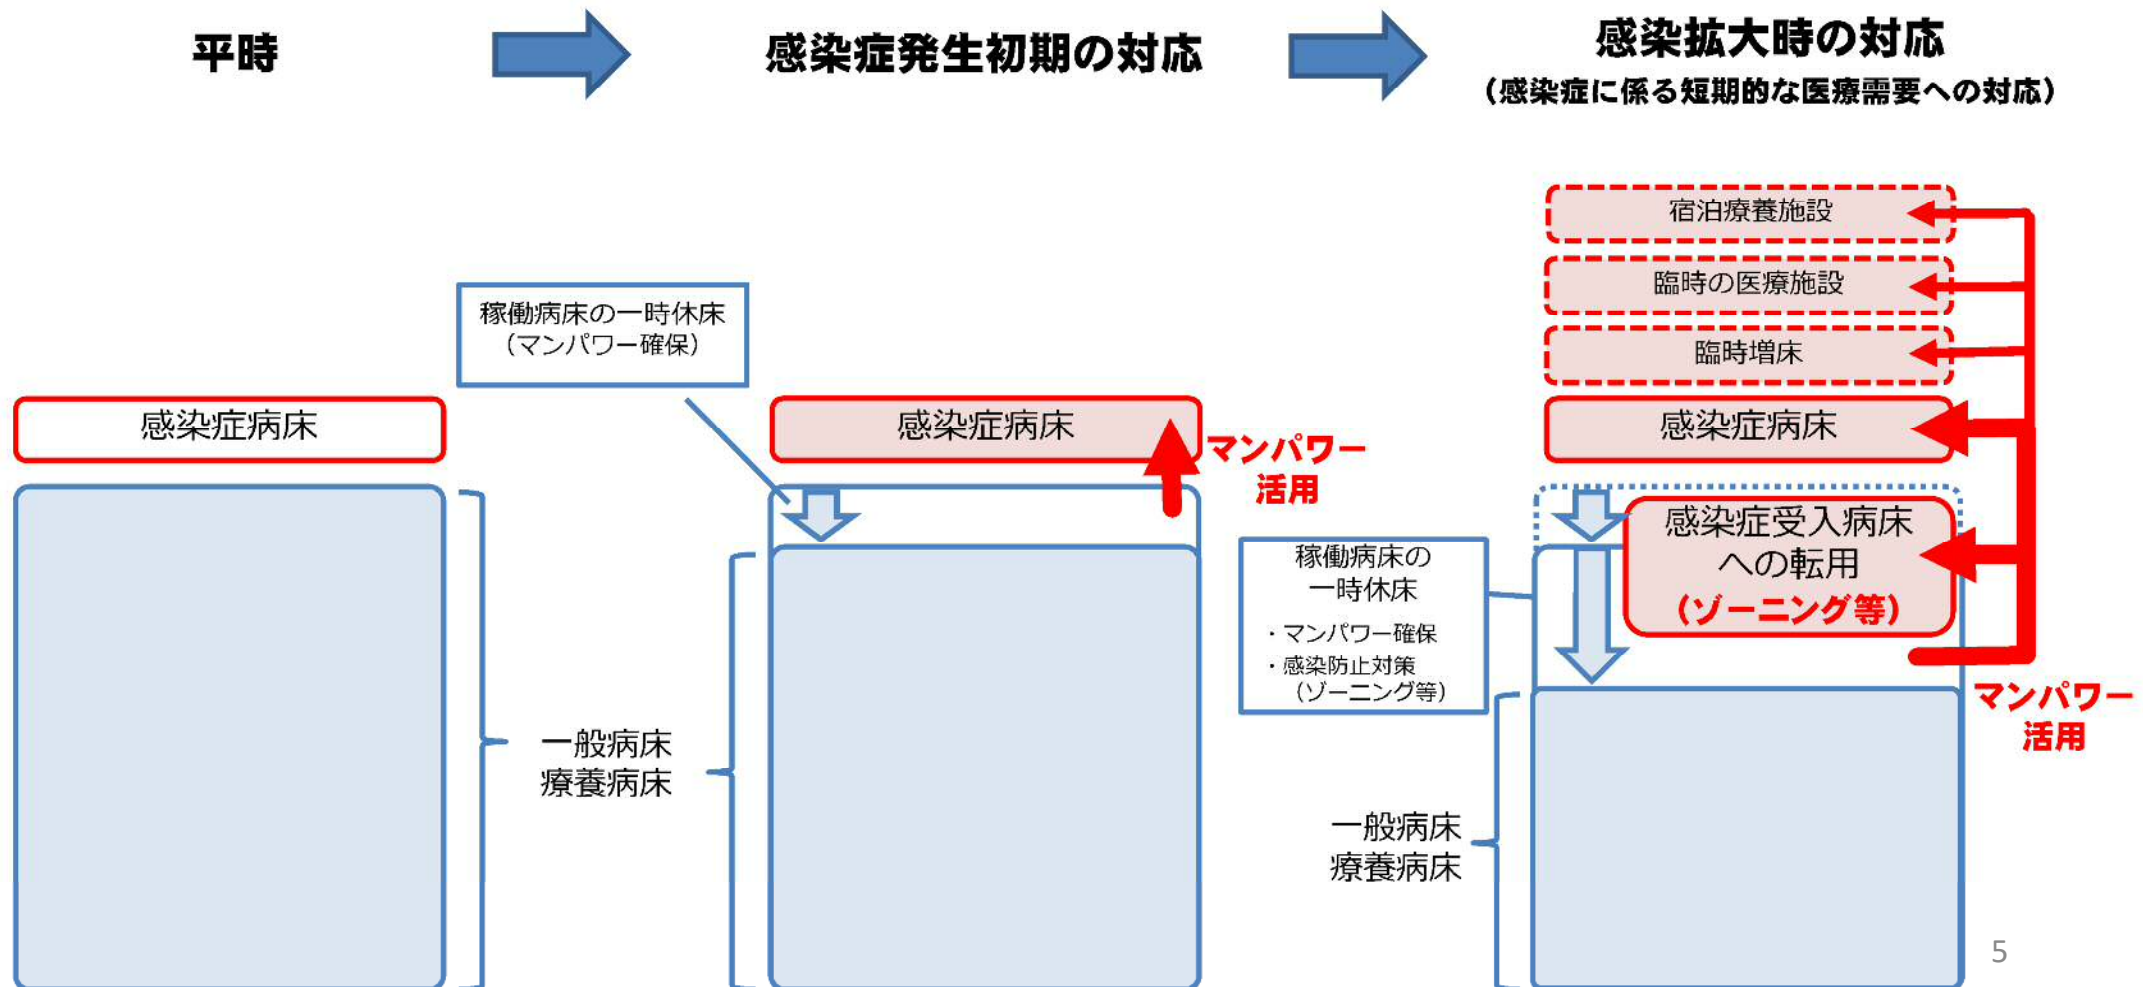 平時
感染症発生初期の対応
感染拡大時の対応
（感染症に係る短期的な医療需要への対応）
宿泊療養施設
臨時の医療施設
臨時増床
稼働病床の一時休床
（マンパワー確保）
感染症病床
感染症病床
マンパワー
活用
感染症病床
感染症受入病床
への転用
（ゾーニング等）
稼働病床の
一時休床
・マンパワー確保
・感染防止対策
（ゾーニング等）
マンパワー
活用
一般病床
療養病床
一般病床
療養病床
5